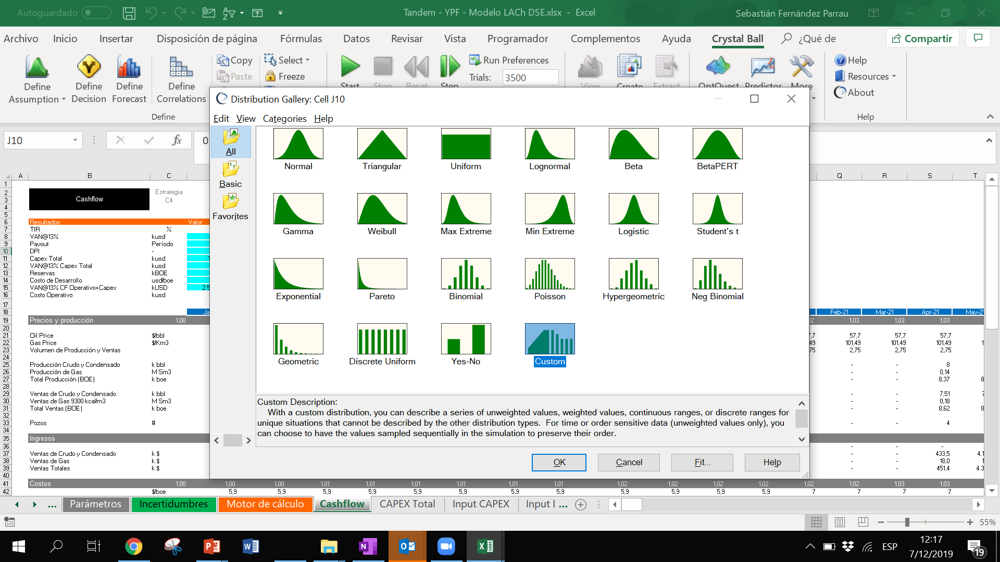 Autoguardado
Tandem - YPF - Modelo LACh DSE.xlsx - Excel
Sebastián Fernández Parrau
Archivo Inicio Insertar Disposición de página Fórmulas Datos Revisar Vista Programador Complementos Ayuda Crystal Ball ¿Qué de Compartir
Define Assumption
Define Decision
Define Forecast
Define Correlations
Copy
Paste
Select
Freeze
Start Stop Reset Step
Run Preferences
Trials: 3500
View Create Extract
OptQuest Predictor More
Help
Resources
About
Define
Help
J10
fx
0
Distribution Gallery: Cell J10
Edit View Categories Help
All
Basic
Favorites
Normal Triangular Uniform Lognormal Beta BetaPERT
Gamma Weibull Max Extreme Min Extreme Logistic Student's t
Exponential Pareto Binomial Poisson Hypergeometric Neg Binomial
Geometric Discrete Uniform Yes-No Custom
Custom Description:
With a custom distribution, you can describe a series of unweighted values, weighted values, continuous ranges, or discrete ranges for
unique situations that cannot be described by the other distribution types. For time or order sensitive data (unweighted values only), you
can choose to have the values sampled sequentially in the simulation to preserve their order.
OK Cancel Fit... Help
A B C Q R S T
1
2 Cashflow Estrategia
3 C4
4
5
6 Resultados Valor
7 TIR %
8 VAN@13% kusd
9 Payout Período
10 DPI -
11 Capex Total kusd 1
12 VAN@13% Capex Total kusd
13 Reservas kBOE
14 Costo de Desarrollo usd/boe
15 VAN@13% CF Operativo+Capex kUSD 2.5
16 Costo Operativo kusd
17
18 Ja Feb-21 Mar-21 Apr-21 May-2
19 Precios y producción 1,00 02 1,03 1,03 1,03
20
21 Oil Price $/bbl 7,7 57,7 57,7 57,7
22 Gas Price $/Km3 49 101,49 101,49 101,49 1
23 Volumen de Producción y Ventas 75 2,75 2,75 2,75
24
25 Producción Crudo y Condensado k bbl - - 8
26 Producción de Gas M Sm3 - - 0,14
27 Total Producción (BOE) k boe - - 8,37 8
28
29 Ventas de Crudo y Condensado k bbl - - 7,51 7
30 Ventas de Gas 9300 kcal/m3 M Sm3 - - 0,18
31 Total Ventas (BOE) k boe - - 8,62 8
32
33 Pozos # - - 4
34
35 Ingresos
36 - - -
37 Ventas de Crudo y Condensado k $ - - 433,5 4.1
38 Ventas de Gas k $ - - 18,0 1
39 Ventas Totales k $ - - 451,4 4.3
40
41 Costos 1,00 1,00 1,00 1,01 1,01 1,01 1,01 1,01 1,01 1,02 1,02 1,02 1,02 1,02 1,02 1,03 1,03
42 $/boe 5,9 5,9 5,9 5,9 5,9 5,9 5,9 5,9 5,9 5,9 5,9 5,9 7 7 7 7
... Parámetros Incertidumbres Motor de cálculo Cashflow CAPEX Total Input CAPEX Input I ...
55%
ESP
12:17
7/12/2019
19